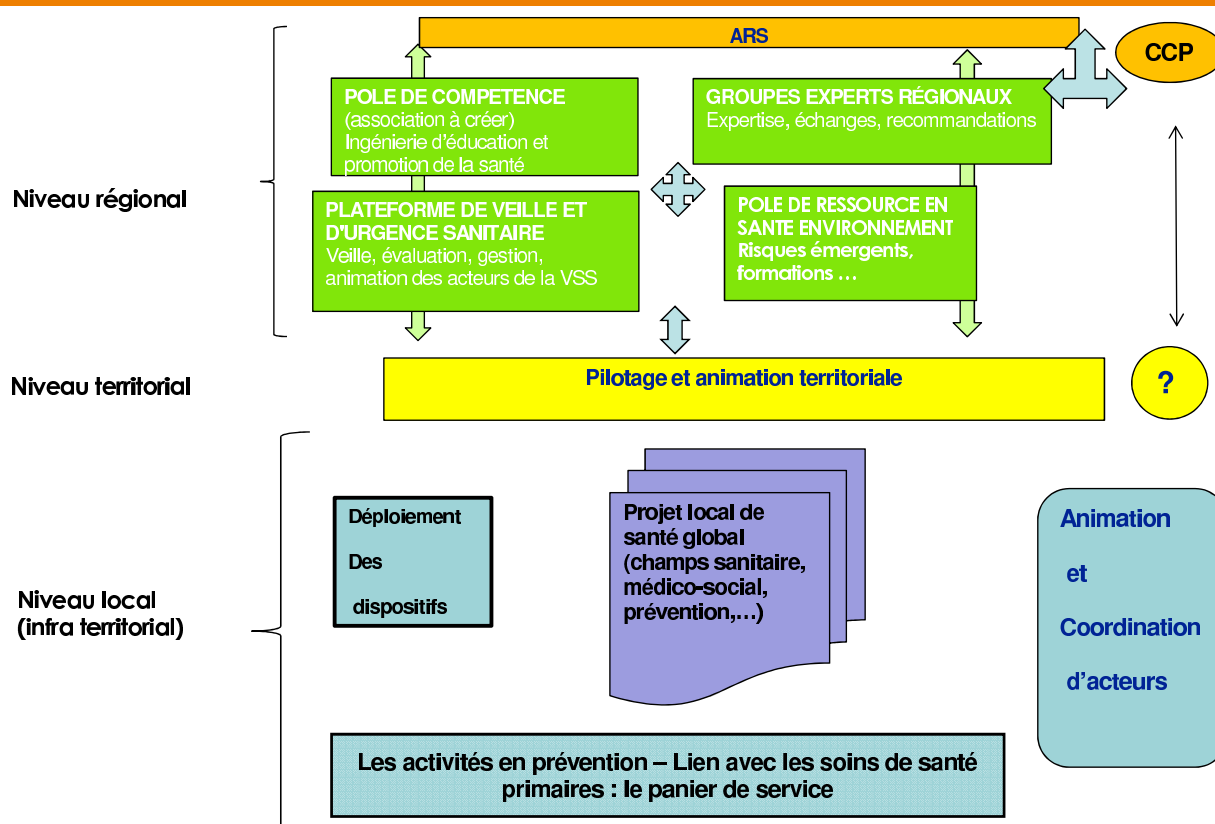 ARS
CCP
POLE DE COMPETENCE
(association à créer)
Ingénierie d'éducation et
promotion de la santé
GROUPES EXPERTS RÉGIONAUX
Expertise, échanges, recommandations
Niveau régional
PLATEFORME DE VEILLE ET
D'URGENCE SANITAIRE
Veille, évaluation, gestion,
animation des acteurs de la VSS
POLE DE RESSOURCE EN
SANTE ENVIRONNEMENT
Risques émergents,
formations ...
Niveau territorial
Pilotage et animation territoriale
?
Niveau local
(infra territorial)
Déploiement
Des
dispositifs
Projet local de
santé global
(champs sanitaire,
médico-social,
prévention,...)
Animation
et
Coordination
d'acteurs
Les activités en prévention – Lien avec les soins de santé
primaires : le panier de service